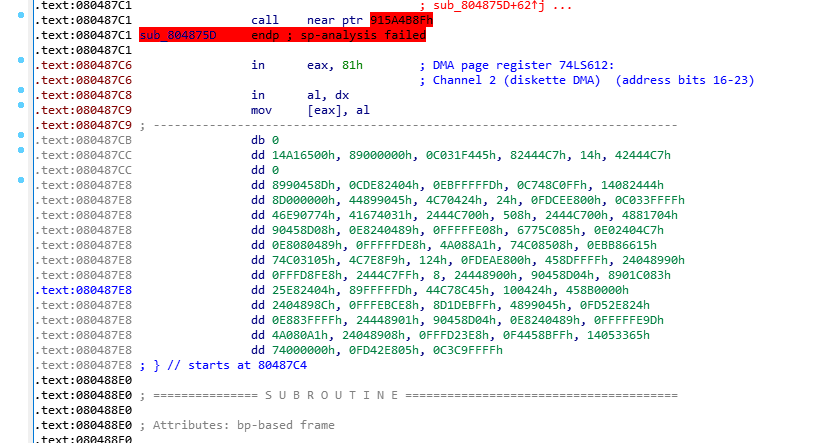 .text:080487C1 ; sub_804875D+62↑j ...
.text:080487C1 call near ptr 915A4B8Fh
.text:080487C1 sub_804875D endp ; sp-analysis failed
.text:080487C1
.text:080487C6 in eax, 81h ; DMA page register 74LS612:
.text:080487C6 ; Channel 2 (diskette DMA) (address bits 16-23)
.text:080487C8 in al, dx
.text:080487C9 mov [eax], al
.text:080487C9 ; ---------------------------------------------------------------------------
.text:080487CB db 0
.text:080487CC dd 14A16500h, 89000000h, 0C031F445h, 82444C7h, 14h, 42444C7h
.text:080487CC dd 0
.text:080487E8 dd 8990458Dh, 0CDE82404h, 0EBFFFFFDh, 0C748C0FFh, 14082444h
.text:080487E8 dd 8D000000h, 44899045h, 4C70424h, 24h, 0FDCEE800h, 0C033FFFFh
.text:080487E8 dd 46E90774h, 41674031h, 2444C700h, 508h, 2444C700h, 4881704h
.text:080487E8 dd 90458D08h, 0E8240489h, 0FFFFFE08h, 6775C085h, 0E02404C7h
.text:080487E8 dd 0E8080489h, 0FFFFFDE8h, 4A088A1h, 74C08508h, 0EBB86615h
.text:080487E8 dd 74C03105h, 4C7E8F9h, 124h, 0FDEAE800h, 458DFFFFh, 24048990h
.text:080487E8 dd 0FFFD8FE8h, 2444C7FFh, 8, 24448900h, 90458D04h, 8901C083h
.text:080487E8 dd 25E82404h, 89FFFFFDh, 44C78C45h, 100424h, 458B0000h
.text:080487E8 dd 2404898Ch, 0FFFEBCE8h, 8D1DEBFFh, 4899045h, 0FD52E824h
.text:080487E8 dd 0E883FFFFh, 24448901h, 90458D04h, 0E8240489h, 0FFFFFE9Dh
.text:080487E8 dd 4A080A1h, 24048908h, 0FFFD23E8h, 0F4458BFFh, 14053365h
.text:080487E8 dd 74000000h, 0FD42E805h, 0C3C9FFFFh
.text:080487E8 ; } // starts at 80487C4
.text:080488E0
.text:080488E0 ; =============== S U B R O U T I N E =======================================
.text:080488E0
.text:080488E0 ; Attributes: bp-based frame
.text:080488E0